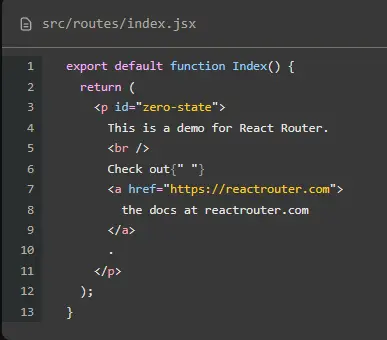 src/routes/index.jsx
1 export default function Index() {
2   return (
3     <p id="zero-state">
4       This is a demo for React Router.
5       <br />
6       Check out{" "}
7       <a href="https://reactrouter.com">
8         the docs at reactrouter.com
9       </a>
10       .
11     </p>
12   );
13 }